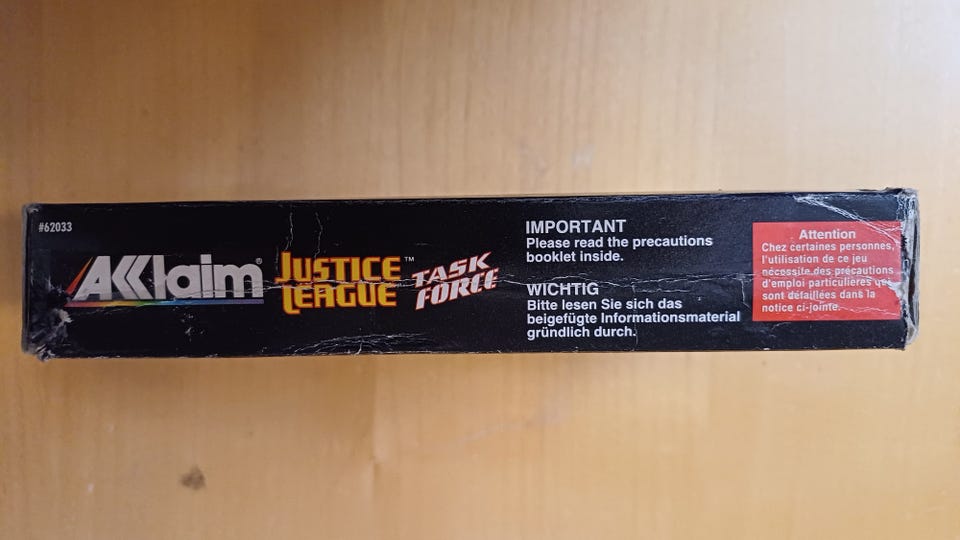 #62033
AKKlaim®
JUSTICE
LEAGUE™
TASK
FORCE
IMPORTANT
Please read the precautions
booklet inside.
WICHTIG
Bitte lesen Sie sich das
beigefügte Informationsmaterial
gründlich durch.
Attention
Chez certaines personnes,
l'utilisation de ce jeu
nécessite des précautions
d'emploi particulières qui
sont détaillées dans la
notice ci-jointe.